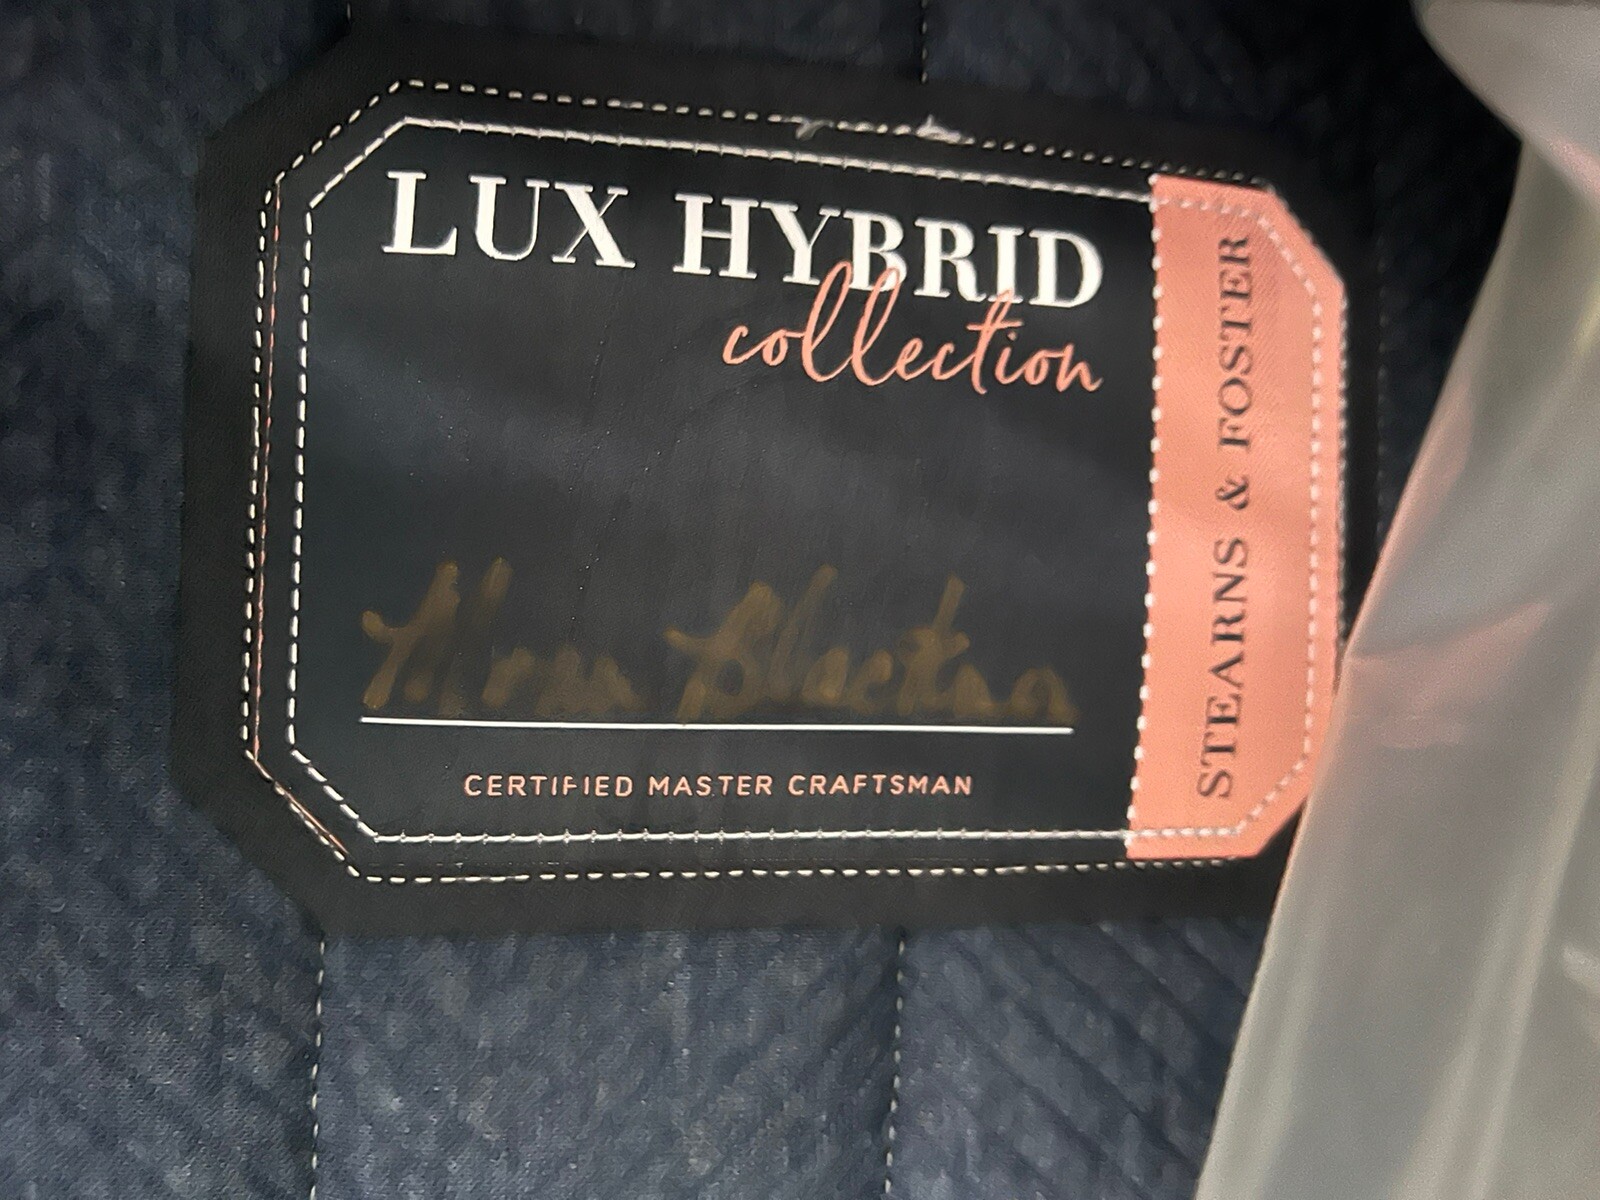 LUX HYBRID
collection
CERTIFIED MASTER CRAFTSMAN
STEARNS & FOSTER